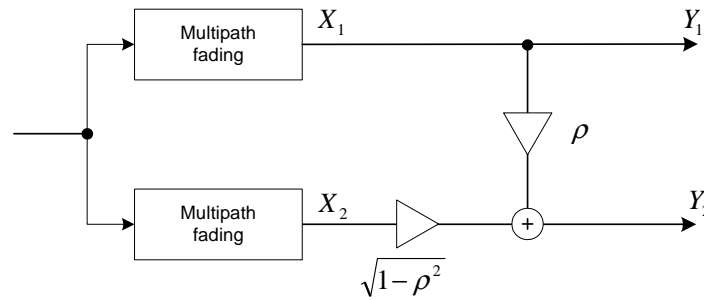 Multipath
fading
X₁
Y₁
ρ
Multipath
fading
X₂
+
Y₂
√(1−ρ²)